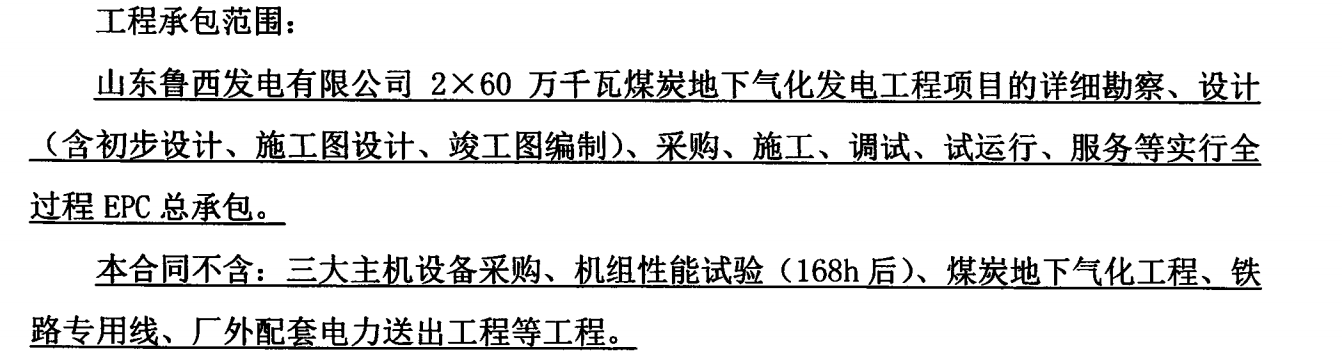 工程承包范围：
山东鲁西发电有限公司 2×60 万千瓦煤炭地下气化发电工程项目的详细勘察、设计
（含初步设计、施工图设计、竣工图编制）、采购、施工、调试、试运行、服务等实行全
过程 EPC 总承包。
本合同不含：三大主机设备采购、机组性能试验（168h 后）、煤炭地下气化工程、铁
路专用线、厂外配套电力送出工程等工程。